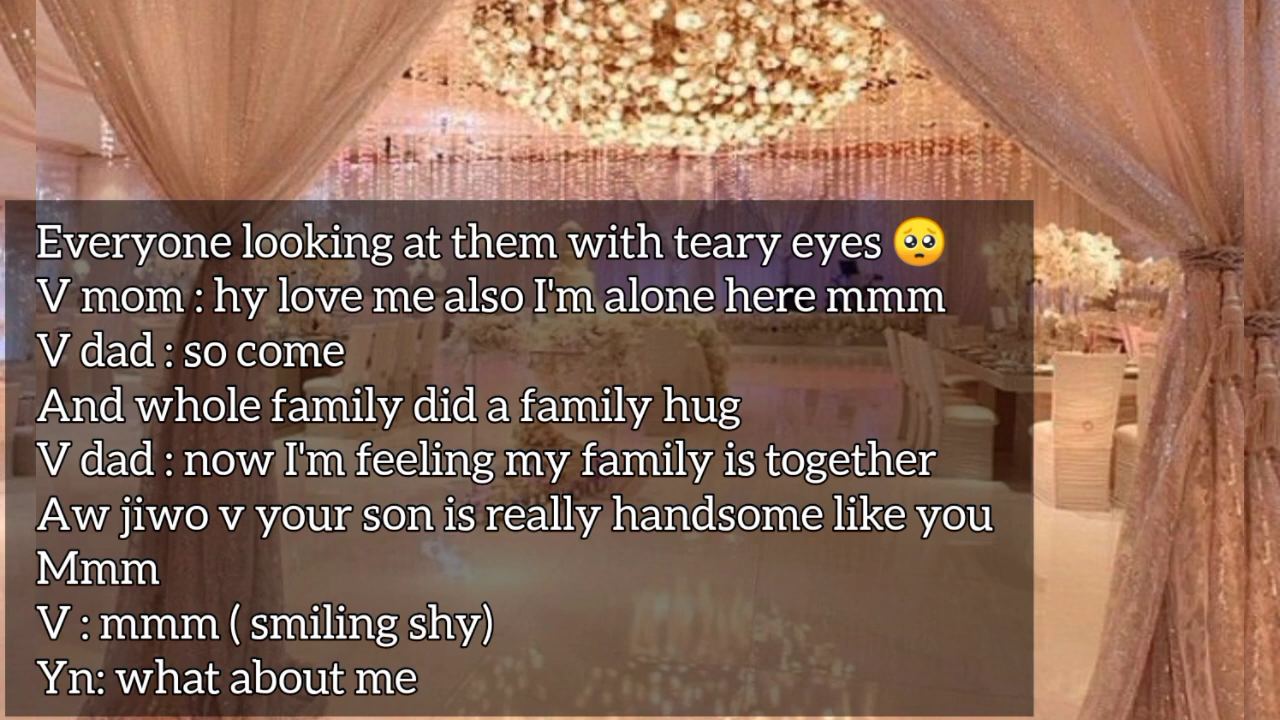 Everyone looking at them with teary eyes 🥺
V mom : hy love me also I'm alone here mmm
V dad : so come
And whole family did a family hug
V dad : now I'm feeling my family is together
Aw jiwo v your son is really handsome like you
Mmm
V : mmm ( smiling shy)
Yn: what about me